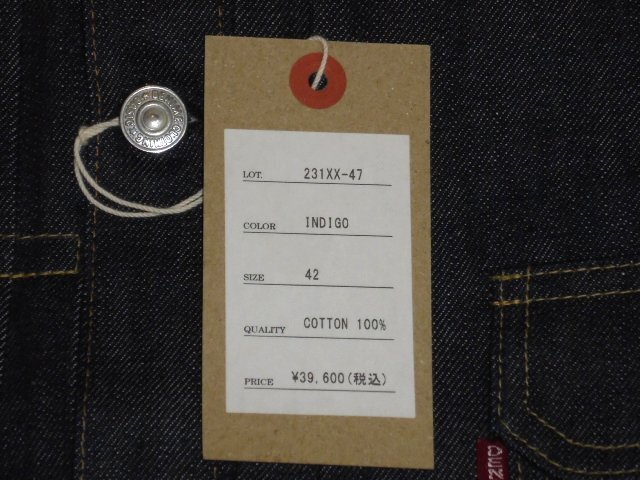 LOT. 231XX-47
COLOR INDIGO
SIZE 42
QUALITY COTTON 100%
PRICE ¥39,600(税込)